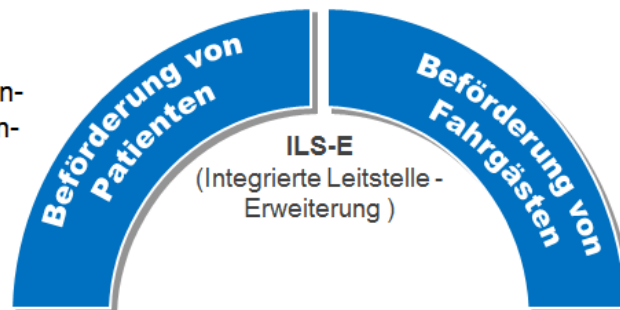 n-
n-
Beförderung von
Patienten
ILS-E
(Integrierte Leitstelle -
Erweiterung )
Beförderung von
Fahrgästen